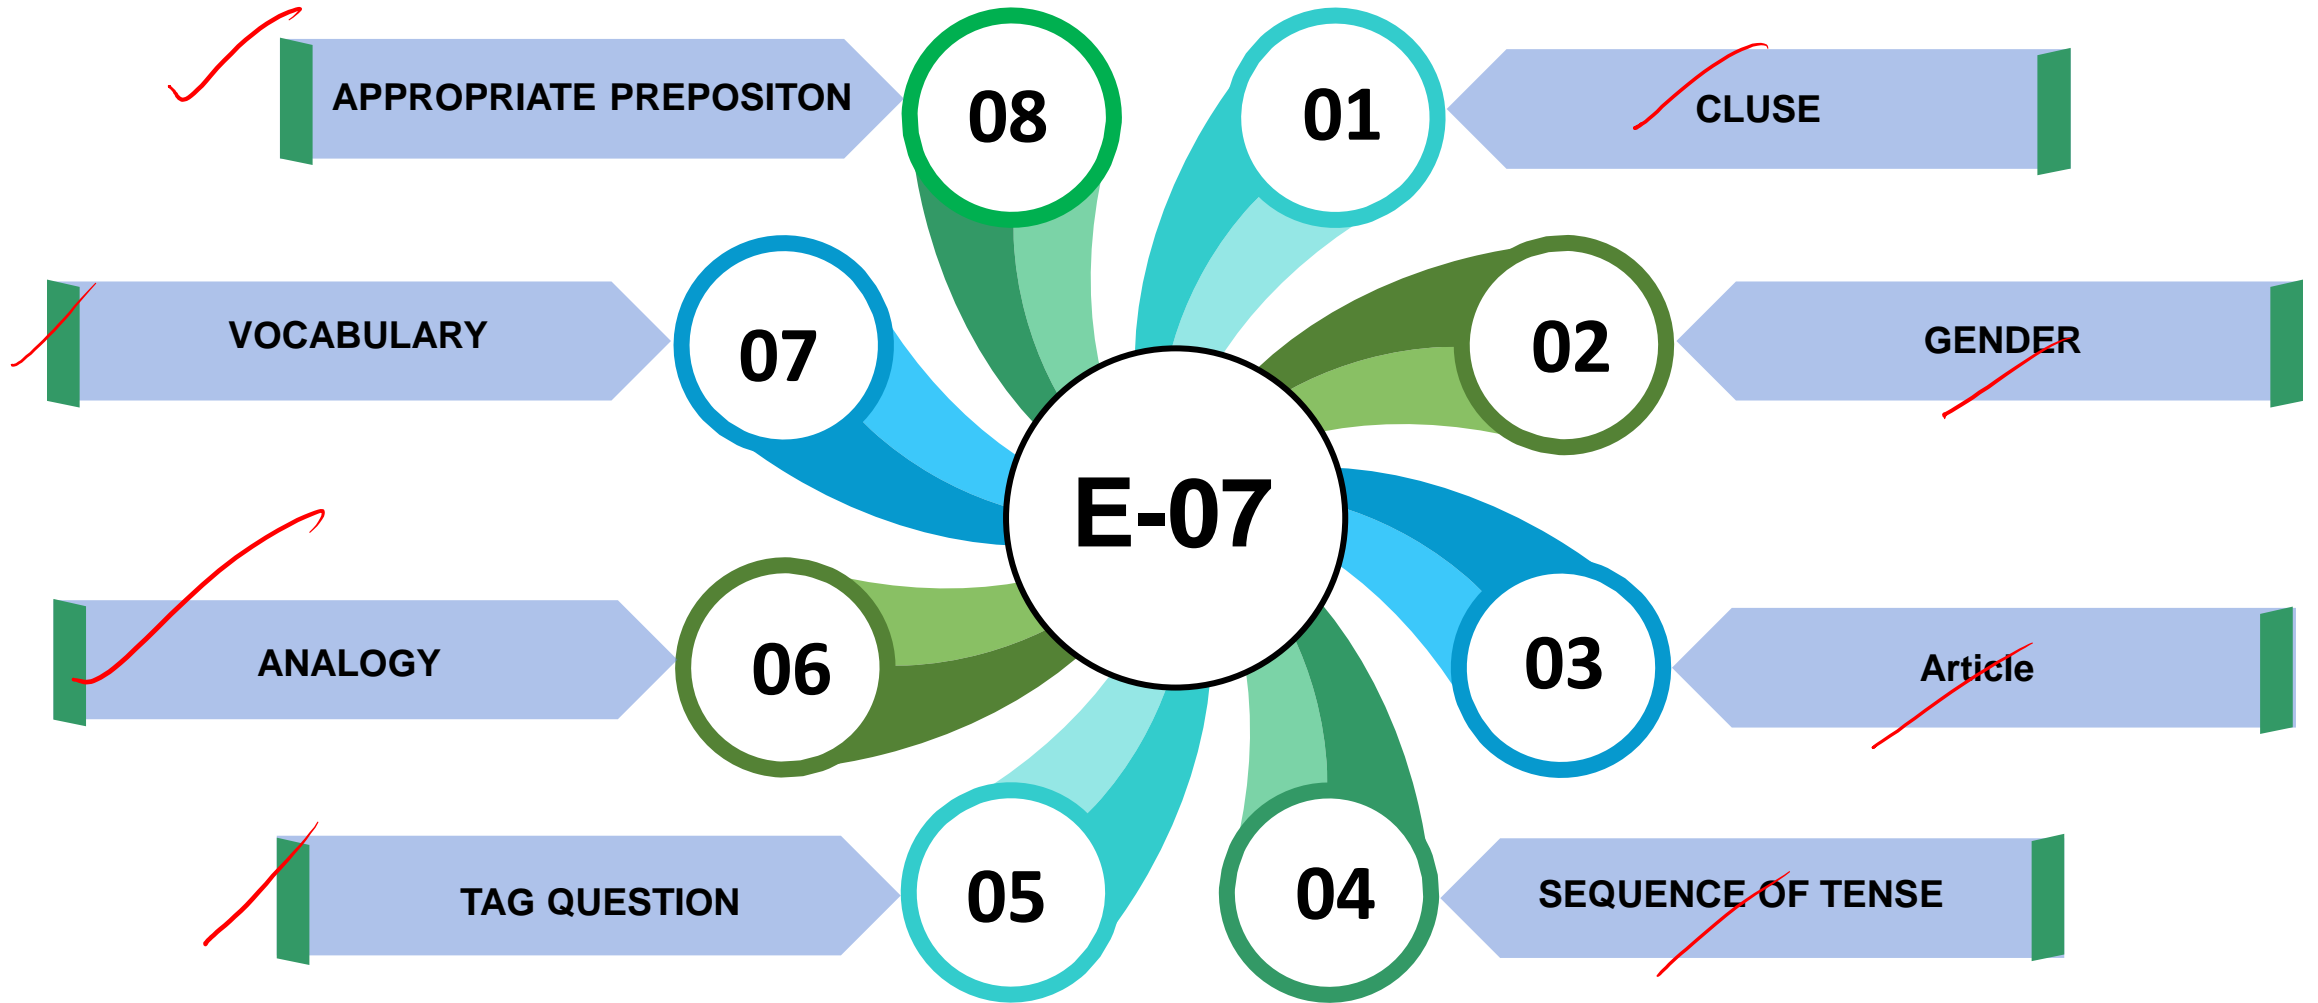 E-07
01 CLUSE
02 GENDER
03 Article
04 SEQUENCE OF TENSE
05 TAG QUESTION
06 ANALOGY
07 VOCABULARY
08 APPROPRIATE PREPOSITON